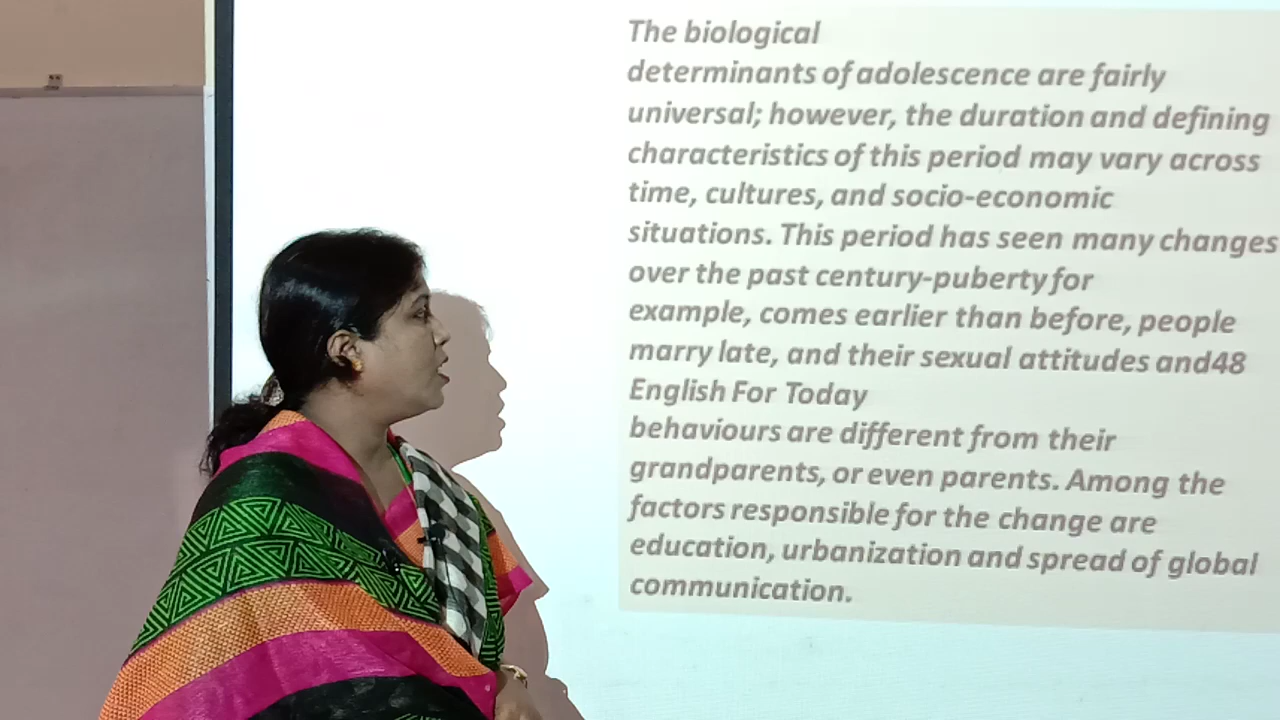 The biological
determinants of adolescence are fairly
universal; however, the duration and defining
characteristics of this period may vary across
time, cultures, and socio-economic
situations. This period has seen many changes
over the past century-puberty for
example, comes earlier than before, people
marry late, and their sexual attitudes and48
English For Today
behaviours are different from their
grandparents, or even parents. Among the
factors responsible for the change are
education, urbanization and spread of global
communication.